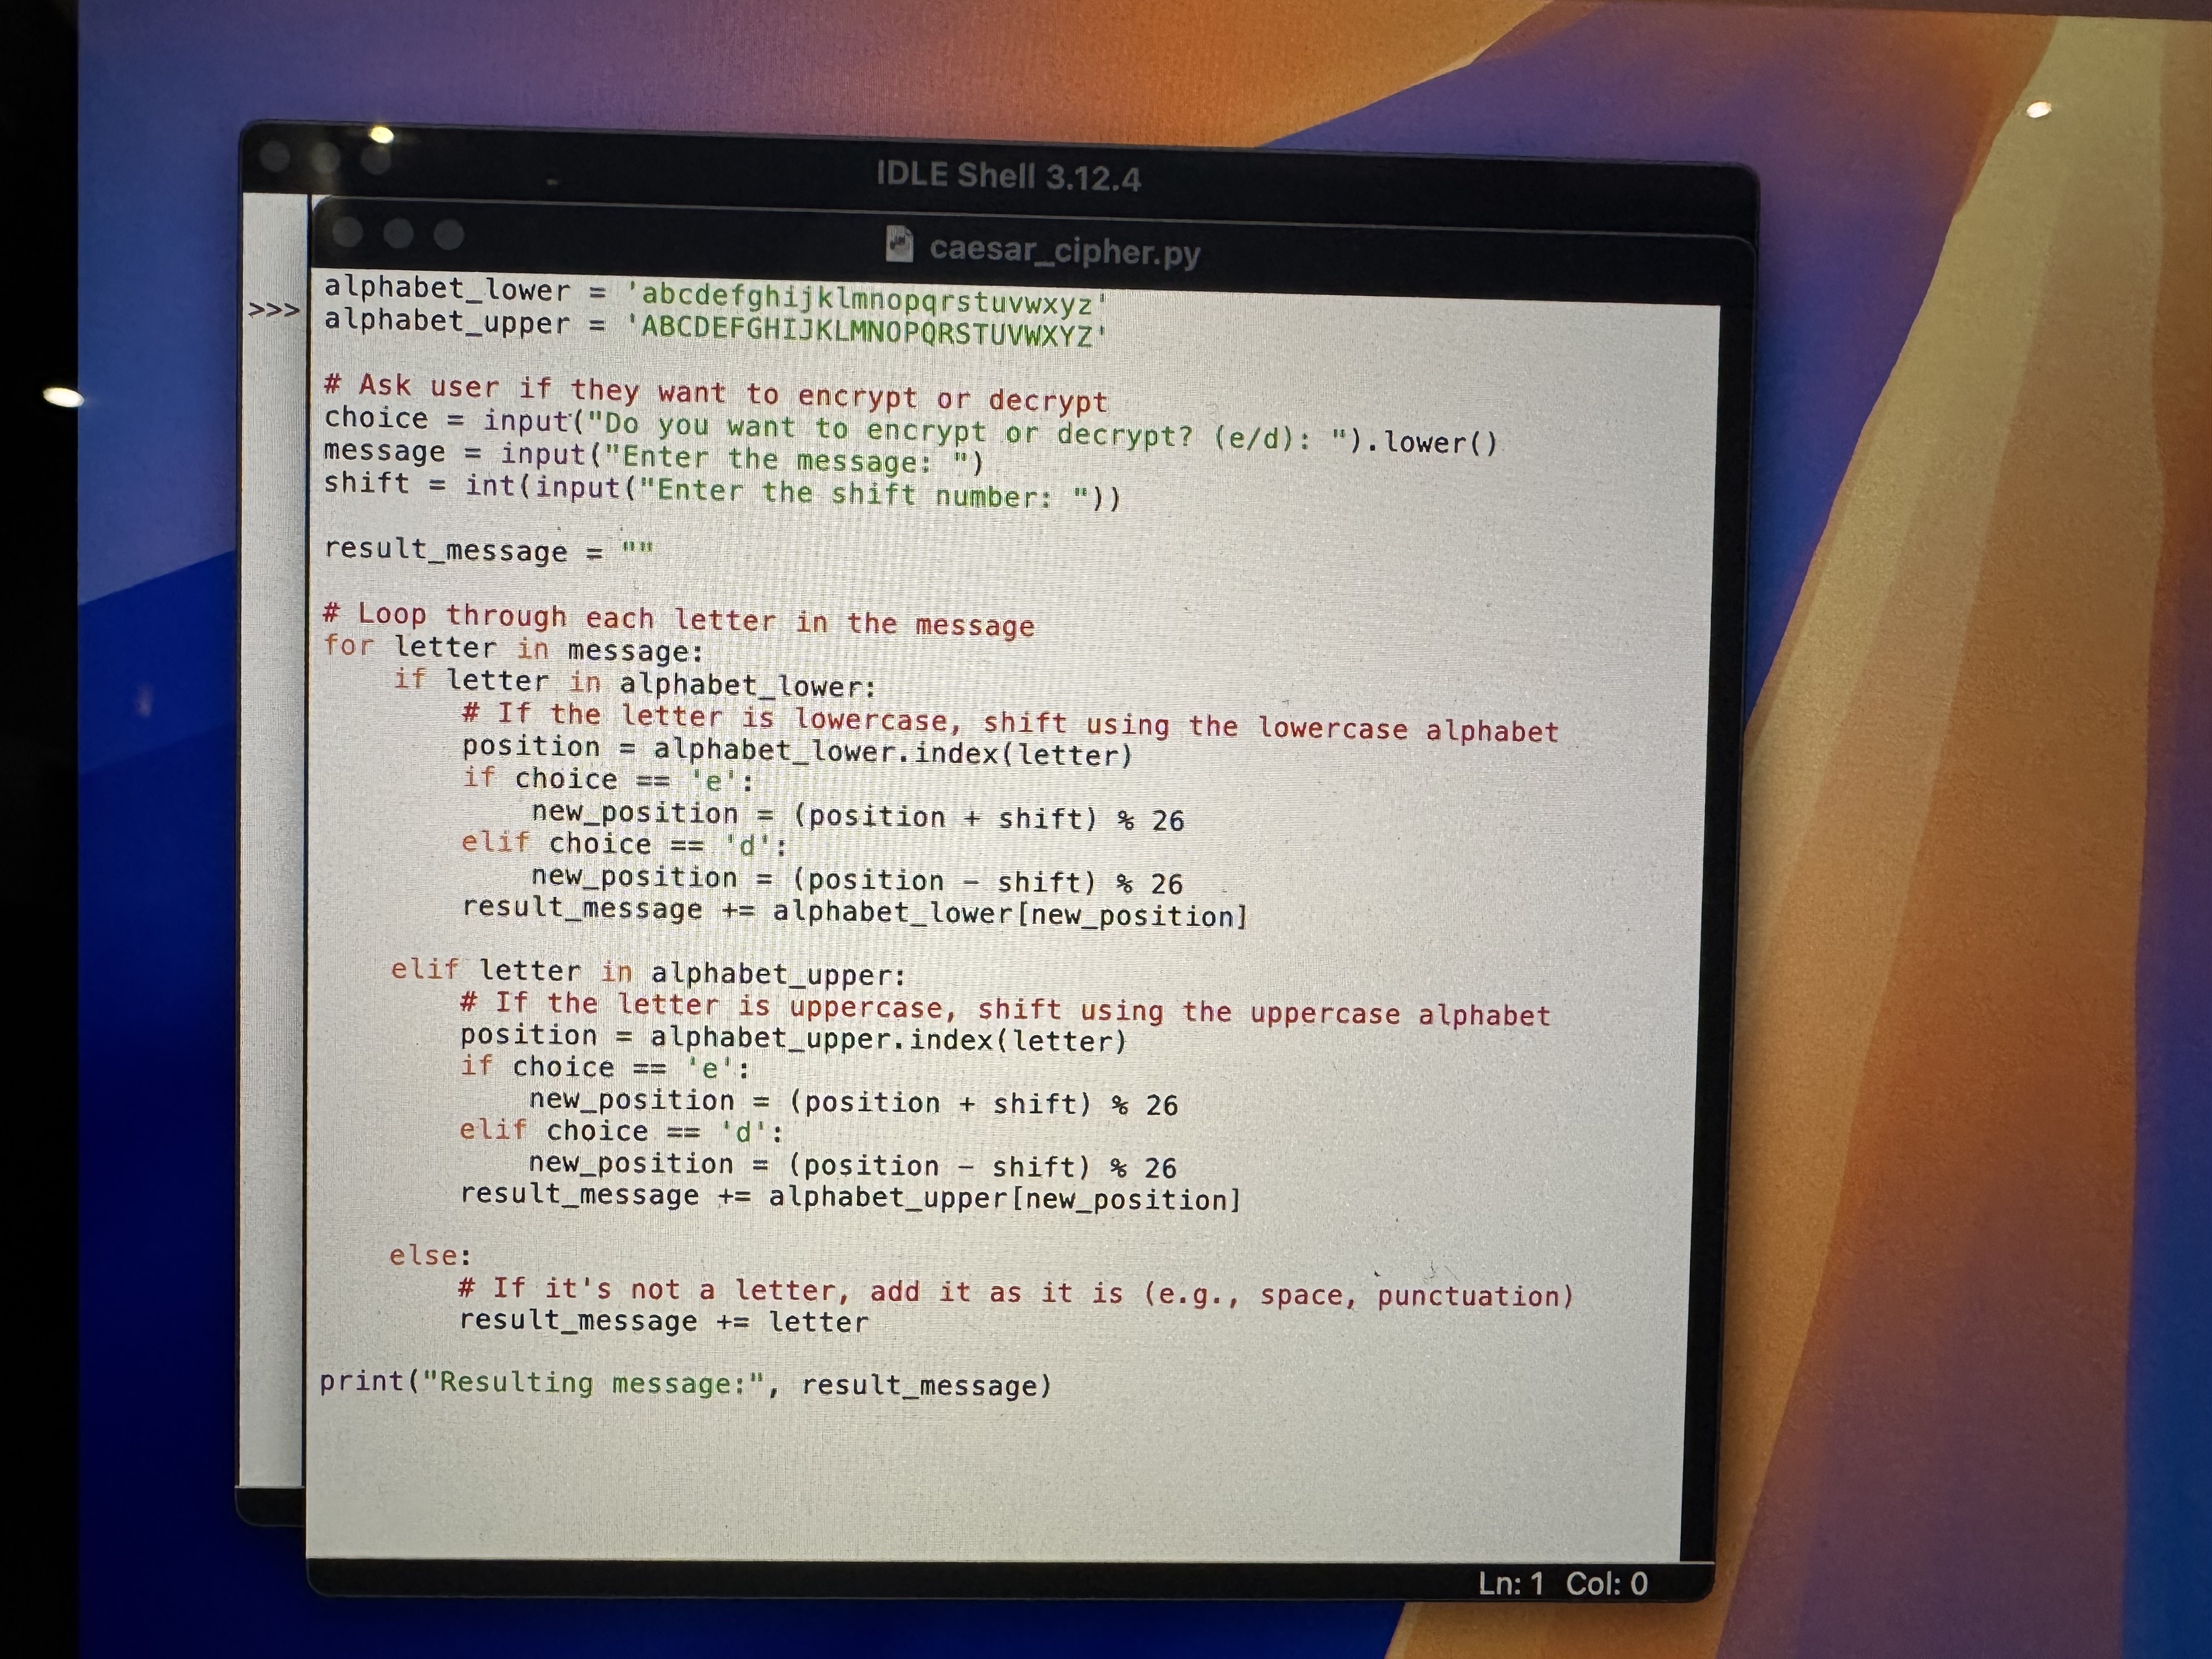 IDLE Shell 3.12.4
caesar_cipher.py
>>>
alphabet_lower = 'abcdefghijklmnopqrstuvwxyz'
alphabet_upper = 'ABCDEFGHIJKLMNOPQRSTUVWXYZ'

# Ask user if they want to encrypt or decrypt
choice = input("Do you want to encrypt or decrypt? (e/d): ").lower()
message = input("Enter the message: ")
shift = int(input("Enter the shift number: "))

result_message = ""

# Loop through each letter in the message
for letter in message:
    if letter in alphabet_lower:
        # If the letter is lowercase, shift using the lowercase alphabet
        position = alphabet_lower.index(letter)
        if choice == 'e':
            new_position = (position + shift) % 26
        elif choice == 'd':
            new_position = (position - shift) % 26
        result_message += alphabet_lower[new_position]

    elif letter in alphabet_upper:
        # If the letter is uppercase, shift using the uppercase alphabet
        position = alphabet_upper.index(letter)
        if choice == 'e':
            new_position = (position + shift) % 26
        elif choice == 'd':
            new_position = (position - shift) % 26
        result_message += alphabet_upper[new_position]

    else:
        # If it's not a letter, add it as it is (e.g., space, punctuation)
        result_message += letter

print("Resulting message:", result_message)
Ln: 1 Col: 0